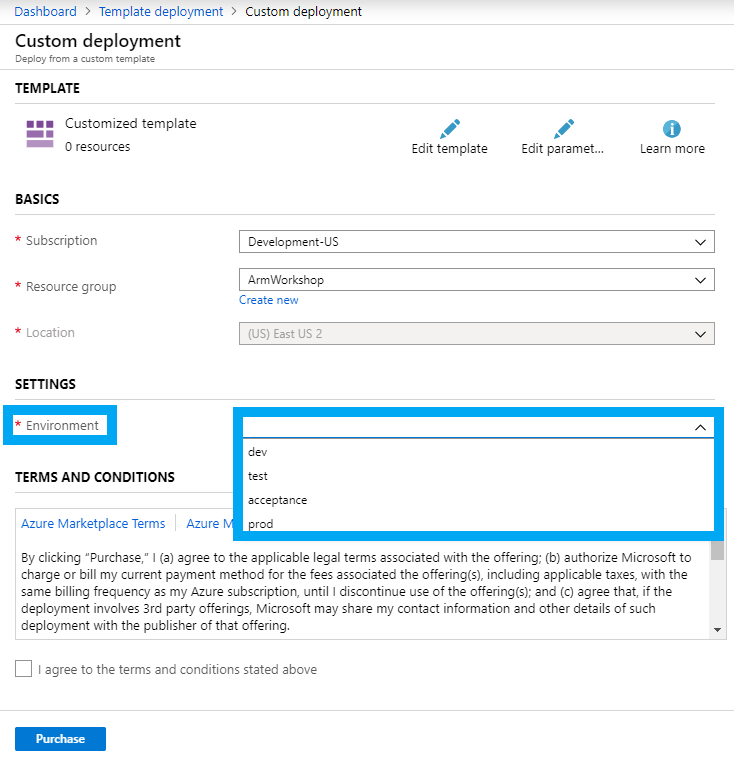 Dashboard > Template deployment > Custom deployment
Custom deployment
Deploy from a custom template
TEMPLATE
Customized template
0 resources
Edit template
Edit paramet...
Learn more
BASICS
* Subscription
Development-US
* Resource group
ArmWorkshop
Create new
* Location
(US) East US 2
SETTINGS
* Environment
dev
test
acceptance
prod
TERMS AND CONDITIONS
Azure Marketplace Terms
Azure M
By clicking “Purchase,” I (a) agree to the applicable legal terms associated with the offering; (b) authorize Microsoft to
charge or bill my current payment method for the fees associated the offering(s), including applicable taxes, with the
same billing frequency as my Azure subscription, until I discontinue use of the offering(s); and (c) agree that, if the
deployment involves 3rd party offerings, Microsoft may share my contact information and other details of such
deployment with the publisher of that offering.
I agree to the terms and conditions stated above
Purchase